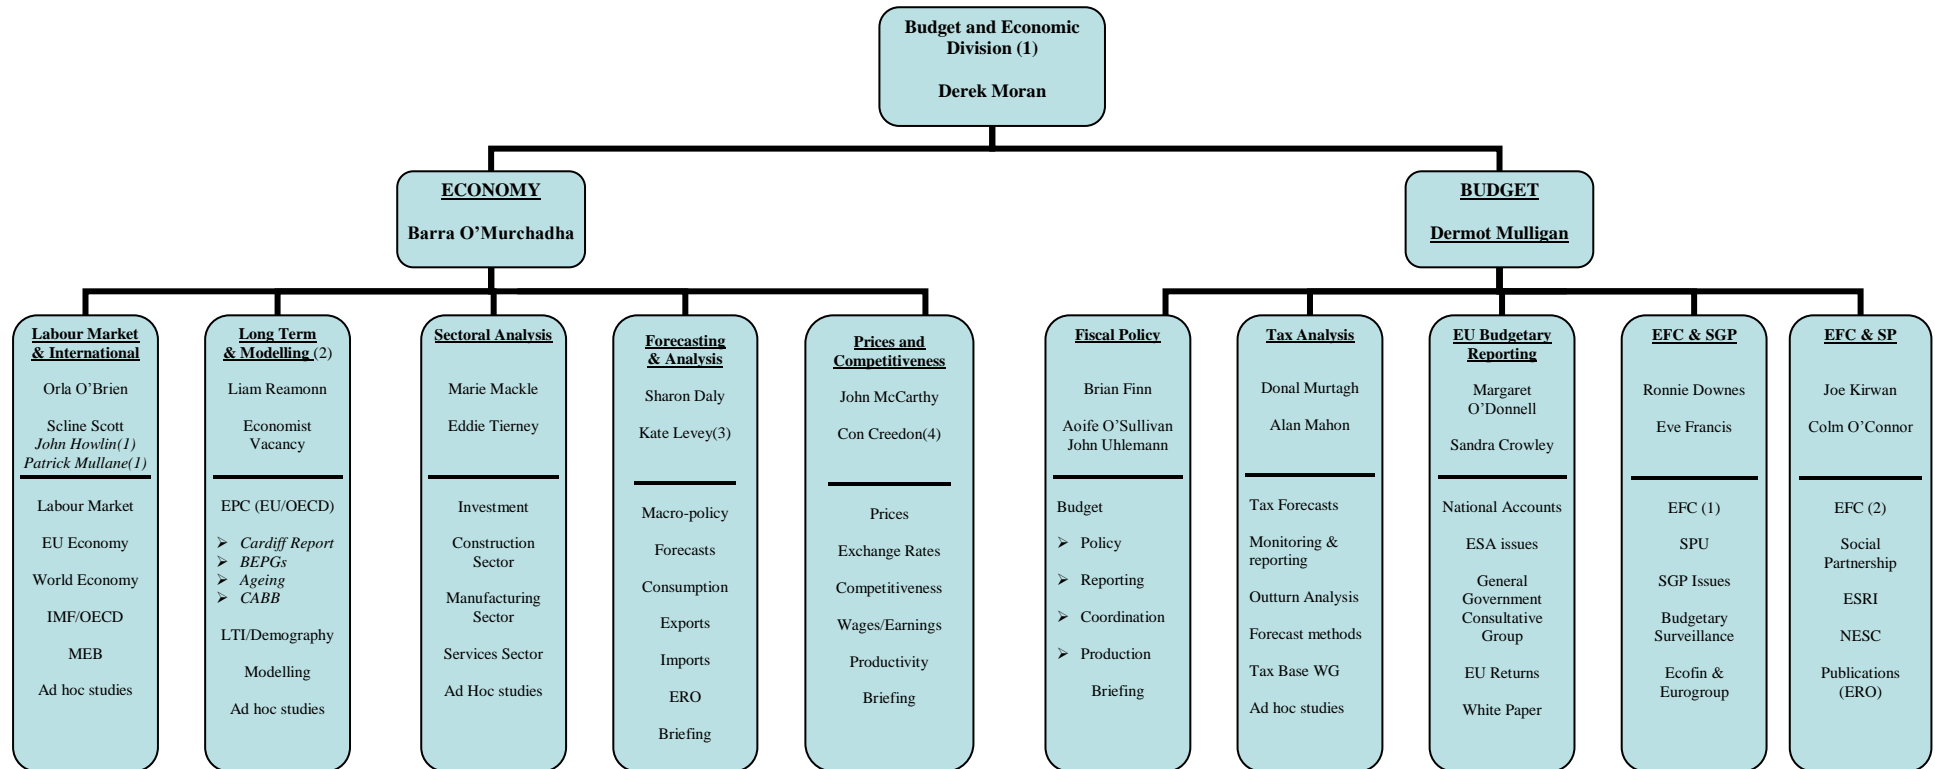 Budget and Economic
Division (1)
Derek Moran
ECONOMY
Barra O’Murchadha
BUDGET
Dermot Mulligan
Labour Market
& International
Orla O’Brien
Scline Scott
John Howlin(1)
Patrick Mullane(1)
Labour Market
EU Economy
World Economy
IMF/OECD
MEB
Ad hoc studies
Long Term
& Modelling (2)
Liam Reamonn
Economist
Vacancy
EPC (EU/OECD)
➢ Cardiff Report
➢ BEPGs
➢ Ageing
➢ CABB
LTI/Demography
Modelling
Ad hoc studies
Sectoral Analysis
Marie Mackle
Eddie Tierney
Investment
Construction
Sector
Manufacturing
Sector
Services Sector
Ad Hoc studies
Forecasting
& Analysis
Sharon Daly
Kate Levey(3)
Macro-policy
Forecasts
Consumption
Exports
Imports
ERO
Briefing
Prices and
Competitiveness
John McCarthy
Con Creedon(4)
Prices
Exchange Rates
Competitiveness
Wages/Earnings
Productivity
Briefing
Fiscal Policy
Brian Finn
Aoife O’Sullivan
John Uhlemann
Budget
➢ Policy
➢ Reporting
➢ Coordination
➢ Production
Briefing
Tax Analysis
Donal Murtagh
Alan Mahon
Tax Forecasts
Monitoring &
reporting
Outturn Analysis
Forecast methods
Tax Base WG
Ad hoc studies
EU Budgetary
Reporting
Margaret
O’Donnell
Sandra Crowley
National Accounts
ESA issues
General
Government
Consultative
Group
EU Returns
White Paper
EFC & SGP
Ronnie Downes
Eve Francis
EFC (1)
SPU
SGP Issues
Budgetary
Surveillance
Ecofin &
Eurogroup
EFC & SP
Joe Kirwan
Colm O’Connor
EFC (2)
Social
Partnership
ESRI
NESC
Publications
(ERO)